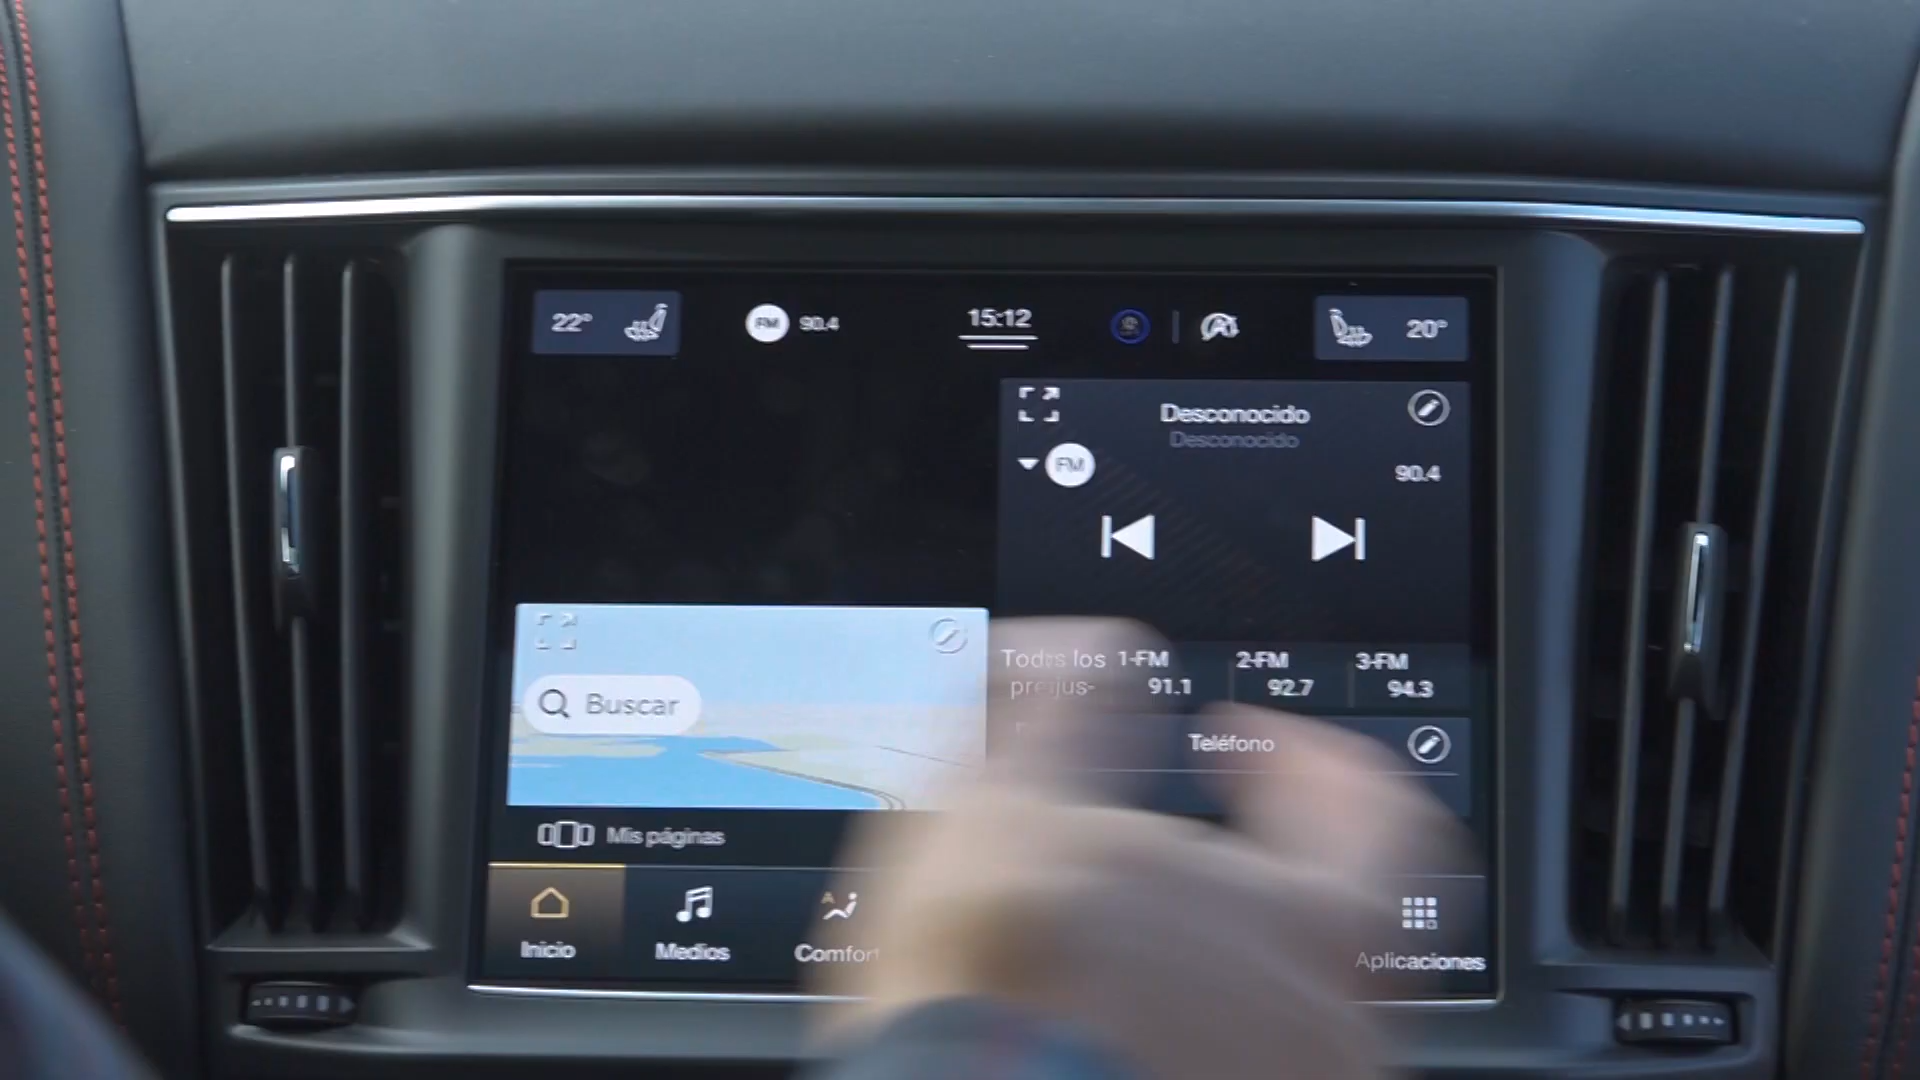 22°
FM 90.4
15:12
20°
Desconocido
Desconocido
FM
90.4
Buscar
Todos los
preajus-
1-FM
91.1
2-FM
92.7
3-FM
94.3
Teléfono
Mis páginas
Inicio
Medios
A
Comfort
Aplicaciones